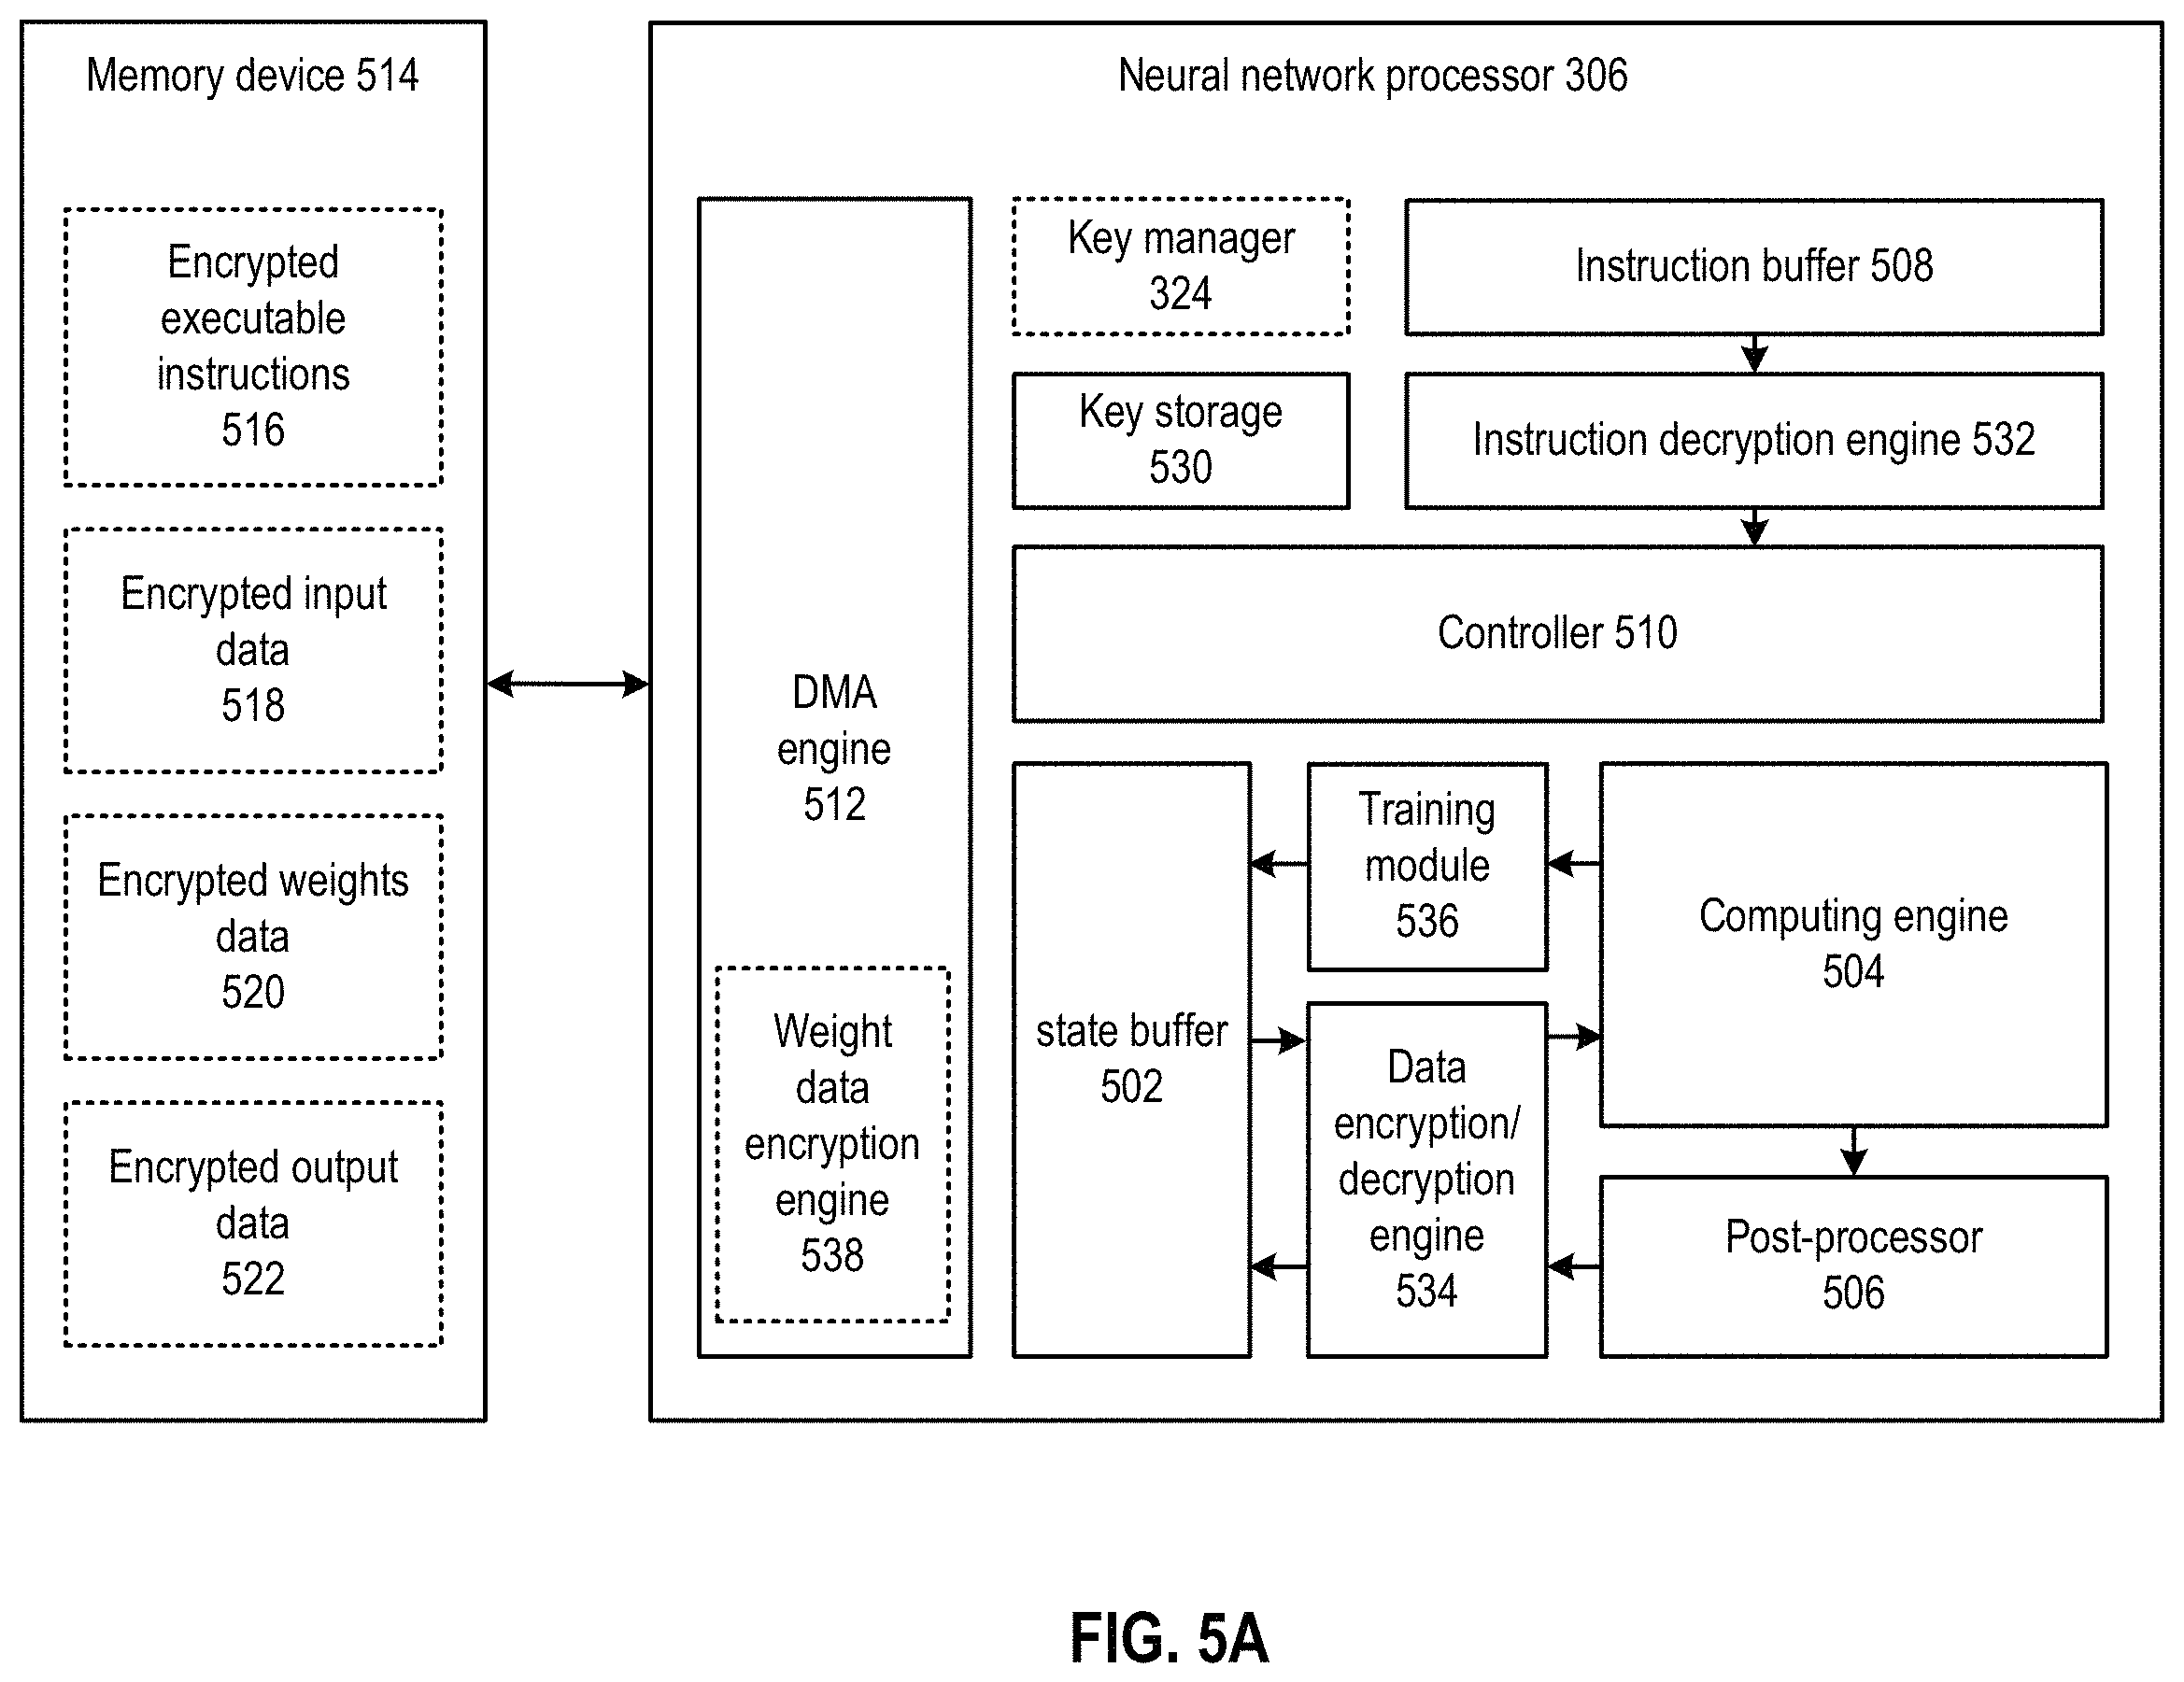 Memory device 514
Encrypted
executable
instructions
516
Encrypted input
data
518
Encrypted weights
data
520
Encrypted output
data
522
Neural network processor 306
DMA
engine
512
Weight
data
encryption
engine
538
Key manager
324
Key storage
530
Instruction buffer 508
Instruction decryption engine 532
Controller 510
state buffer
502
Training
module
536
Data
encryption/
decryption
engine
534
Computing engine
504
Post-processor
506
FIG. 5A